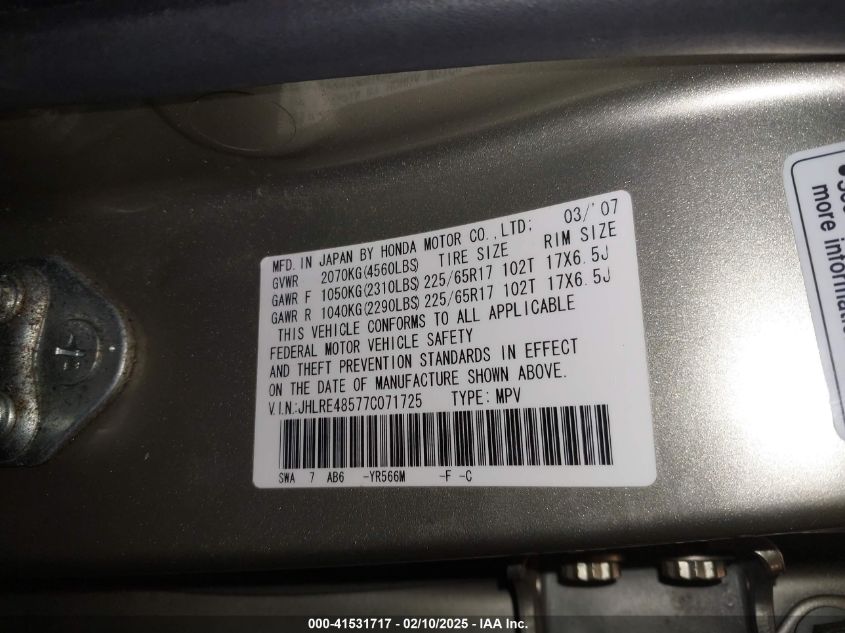 MFD. IN JAPAN BY HONDA MOTOR CO.,LTD; 03/'07
GVWR 2070KG(4560LBS) TIRE SIZE RIM SIZE
GAWR F 1050KG(2310LBS) 225/65R17 102T 17X6.5J
GAWR R 1040KG(2290LBS) 225/65R17 102T 17X6.5J
THIS VEHICLE CONFORMS TO ALL APPLICABLE
FEDERAL MOTOR VEHICLE SAFETY
AND THEFT PREVENTION STANDARDS IN EFFECT
ON THE DATE OF MANUFACTURE SHOWN ABOVE.
V.I.N.:JHLRE48577C071725 TYPE: MPV
SWA 7 AB6 -YR566M -F -C
more
000-41531717 - 02/10/2025 - IAA Inc.